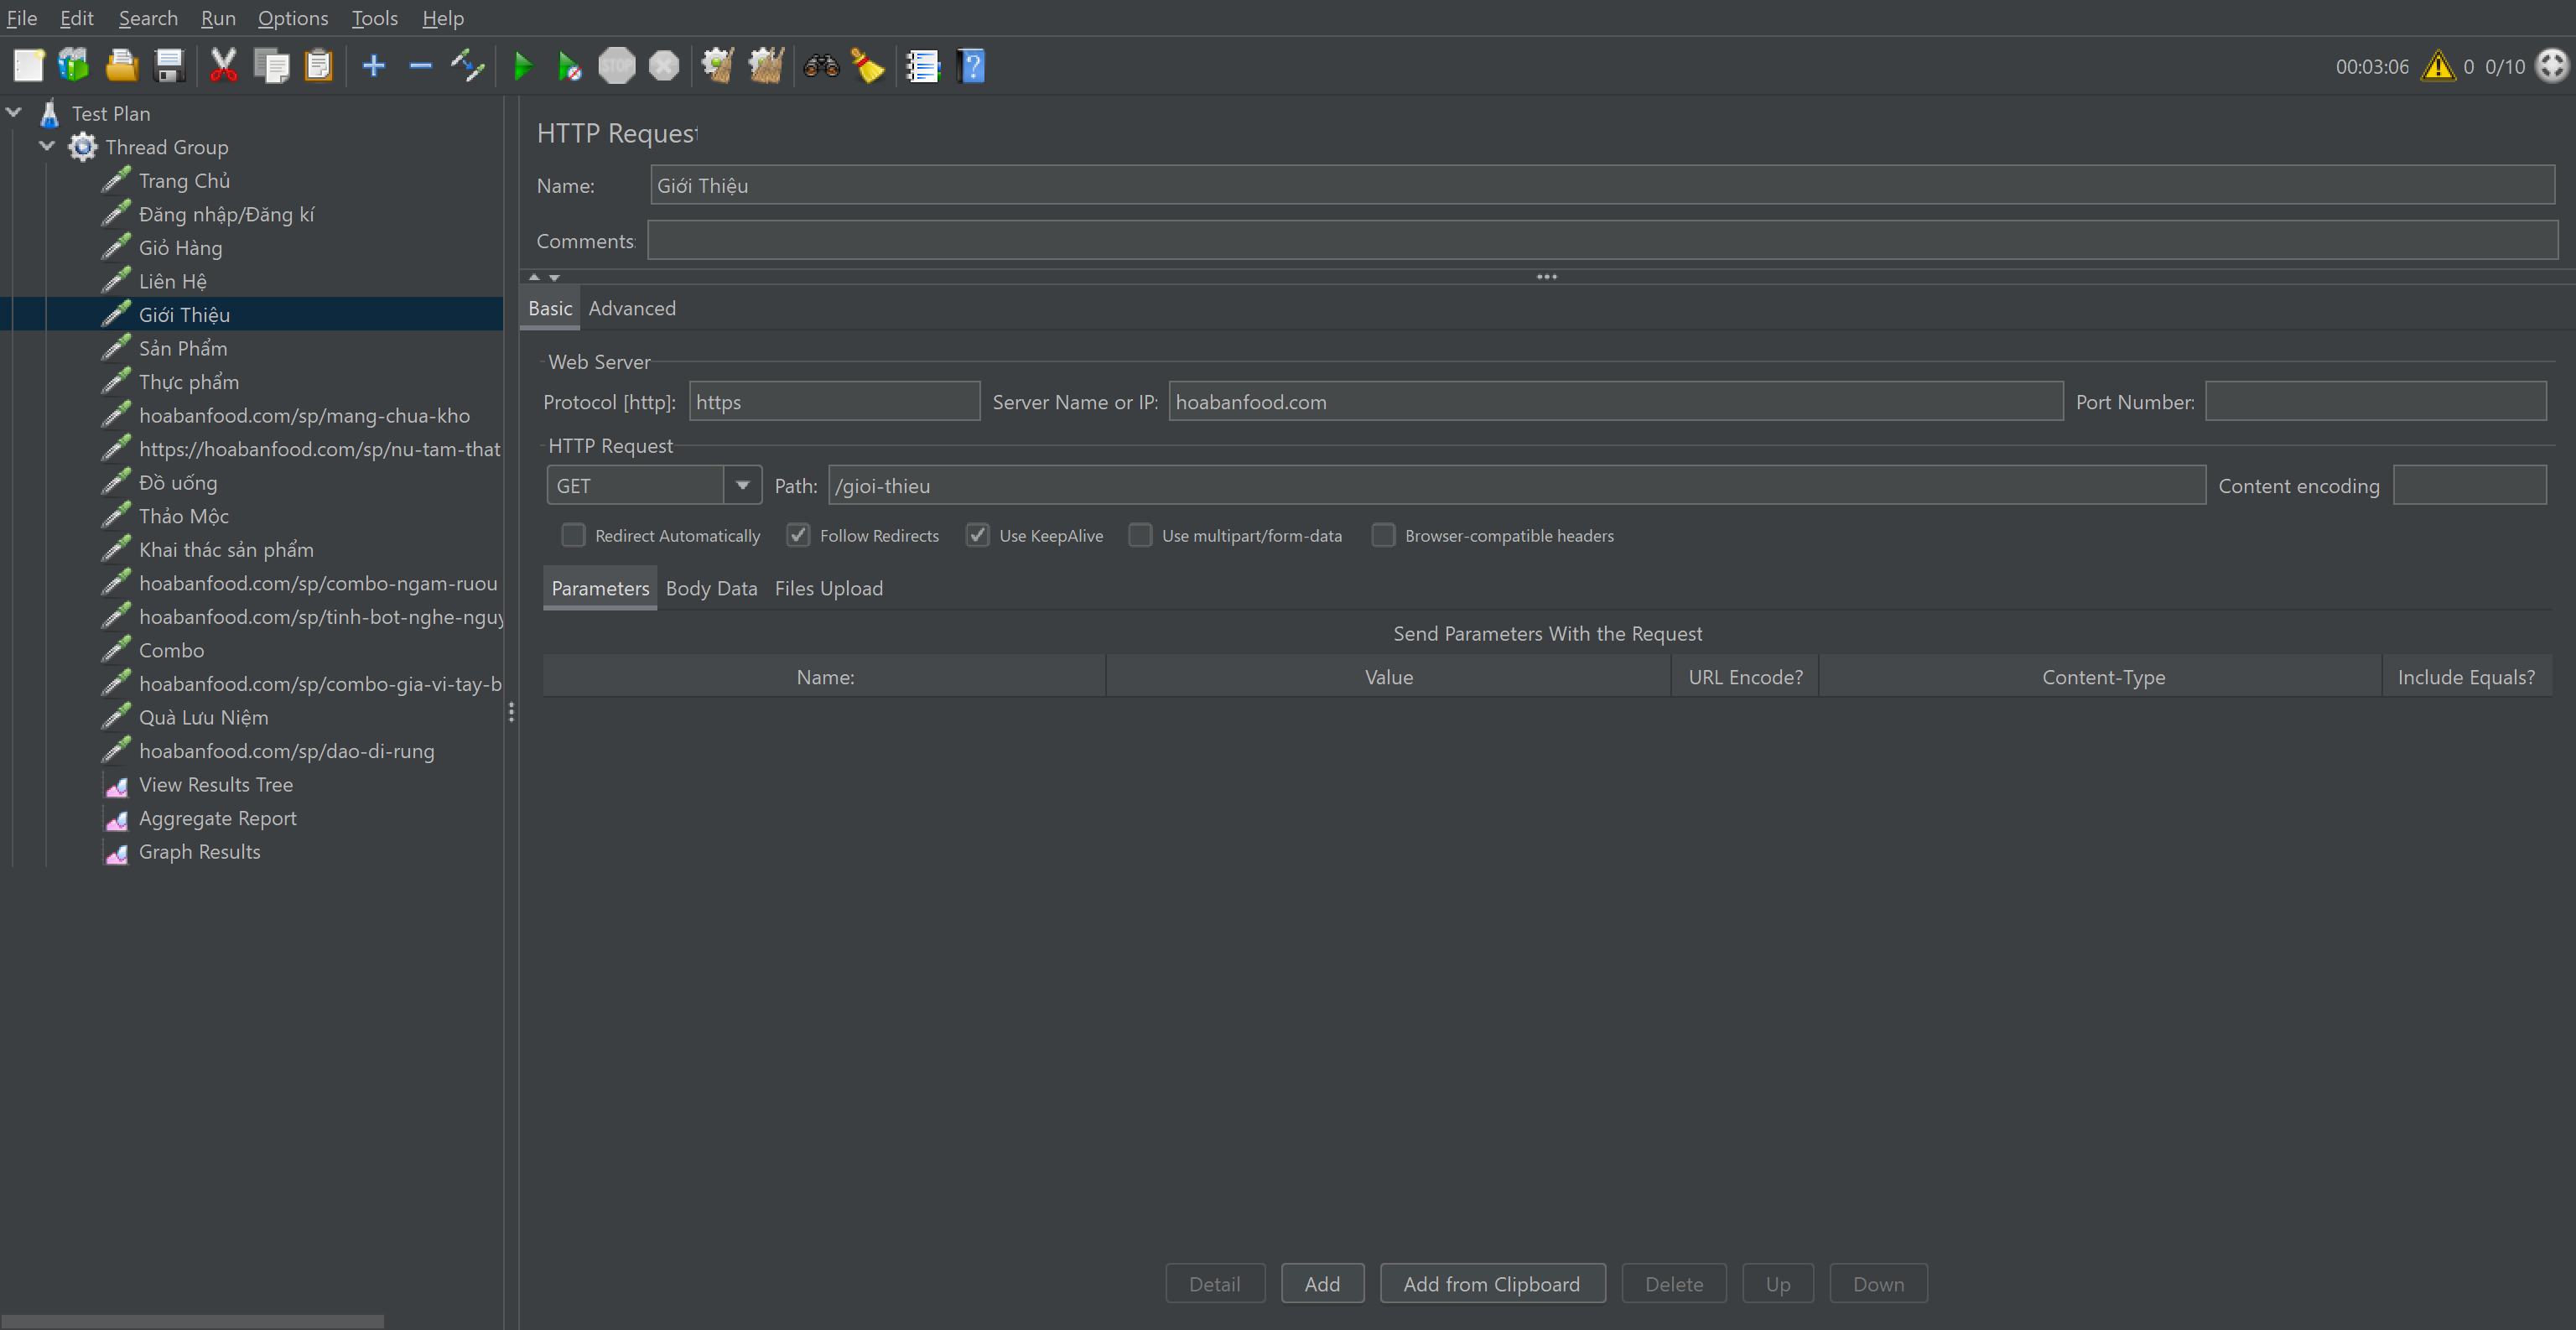 File Edit Search Run Options Tools Help
STOP
00:03:06 0 0/10
Test Plan
Thread Group
Trang Chủ
Đăng nhập/Đăng kí
Giỏ Hàng
Liên Hệ
Giới Thiệu
Sản Phẩm
Thực phẩm
hoabanfood.com/sp/mang-chua-kho
https://hoabanfood.com/sp/nu-tam-that
Đồ uống
Thảo Mộc
Khai thác sản phẩm
hoabanfood.com/sp/combo-ngam-ruou
hoabanfood.com/sp/tinh-bot-nghe-nguy
Combo
hoabanfood.com/sp/combo-gia-vi-tay-b
Quà Lưu Niệm
hoabanfood.com/sp/dao-di-rung
View Results Tree
Aggregate Report
Graph Results
HTTP Request
Name: Giới Thiệu
Comments:
Basic Advanced
Web Server
Protocol [http]: https Server Name or IP: hoabanfood.com Port Number:
HTTP Request
GET Path: /gioi-thieu Content encoding
Redirect Automatically Follow Redirects Use KeepAlive Use multipart/form-data Browser-compatible headers
Parameters Body Data Files Upload
Send Parameters With the Request
Name: Value URL Encode? Content-Type Include Equals?
Detail Add Add from Clipboard Delete Up Down